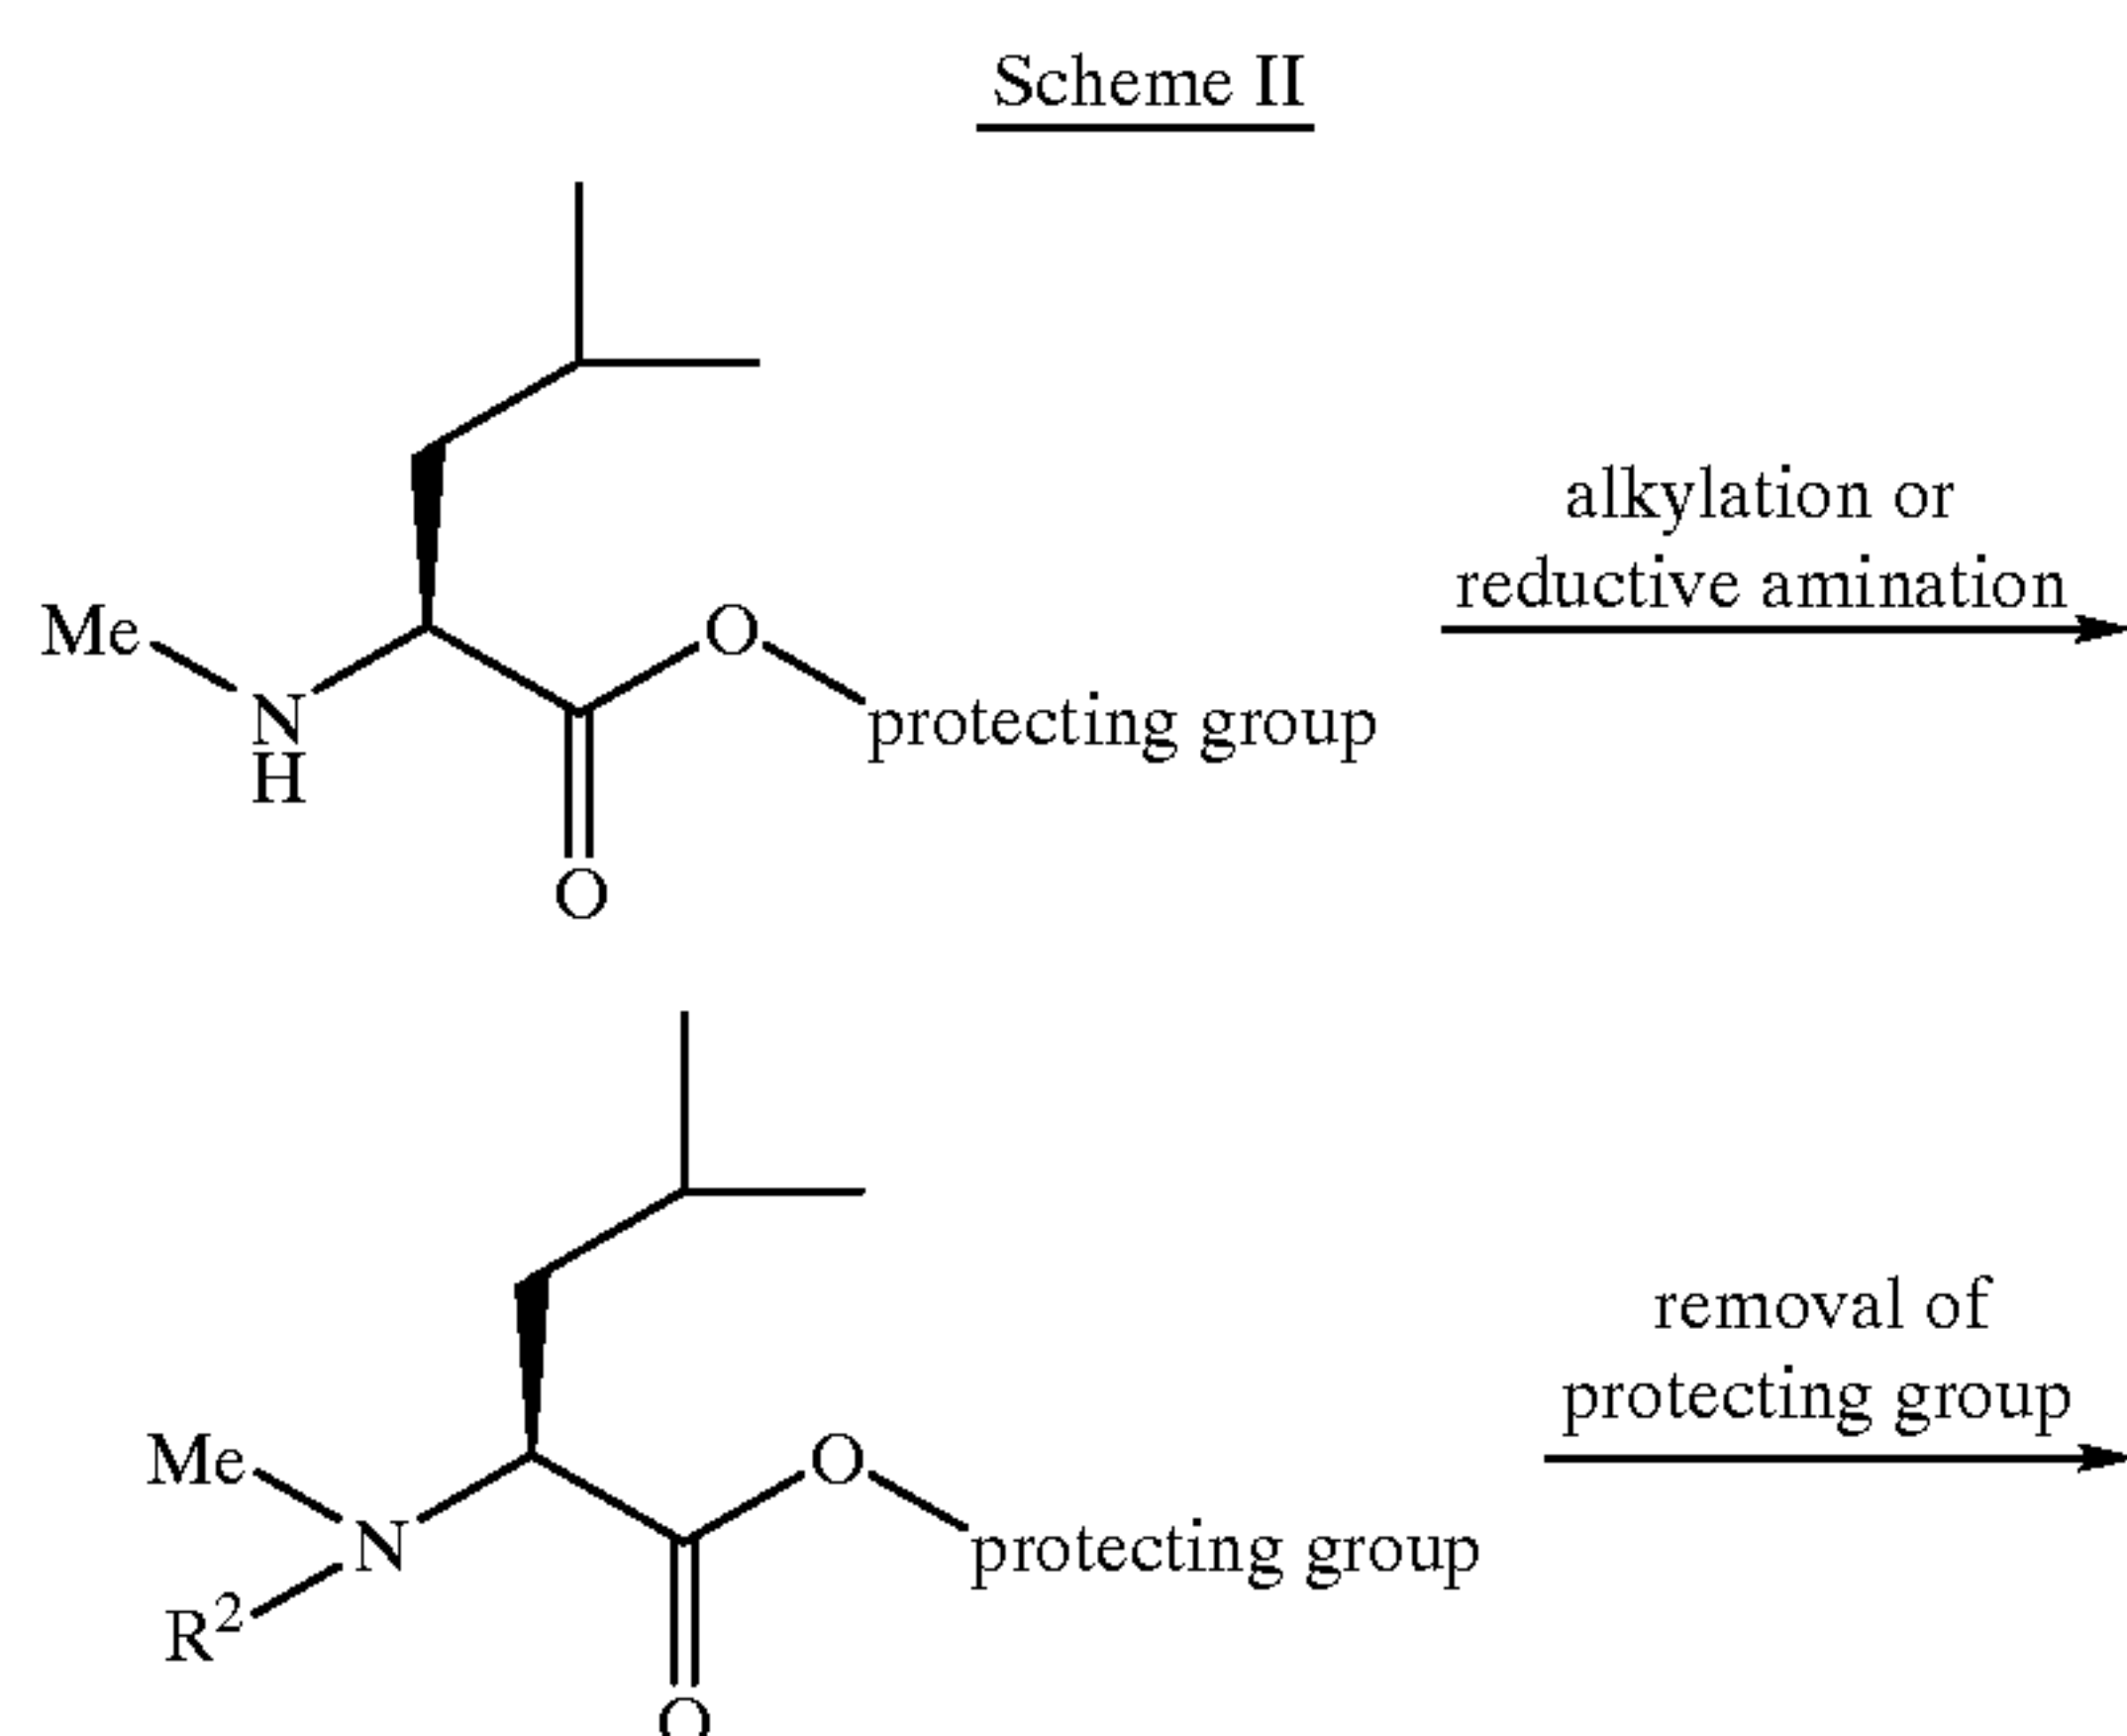 Scheme II
alkylation or
reductive amination
Me
O
N
H
protecting group
O
removal of
protecting group
Me
O
N
protecting group
R²
O